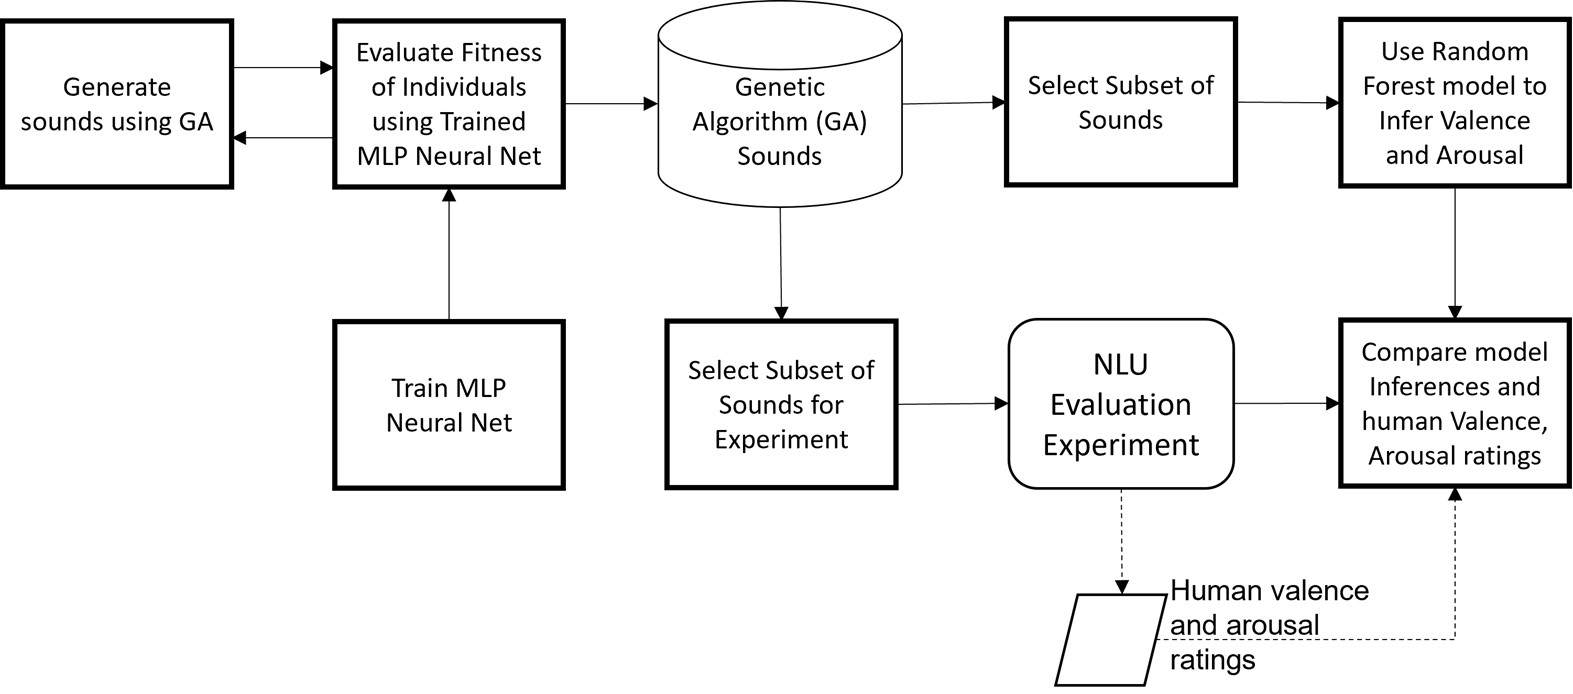 Generate
sounds using GA
Evaluate Fitness
of Individuals
using Trained
MLP Neural Net
Genetic
Algorithm (GA)
Sounds
Select Subset of
Sounds
Use Random
Forest model to
Infer Valence
and Arousal
Train MLP
Neural Net
Select Subset of
Sounds for
Experiment
NLU
Evaluation
Experiment
Compare model
Inferences and
human Valence,
Arousal ratings
Human valence
and arousal
ratings